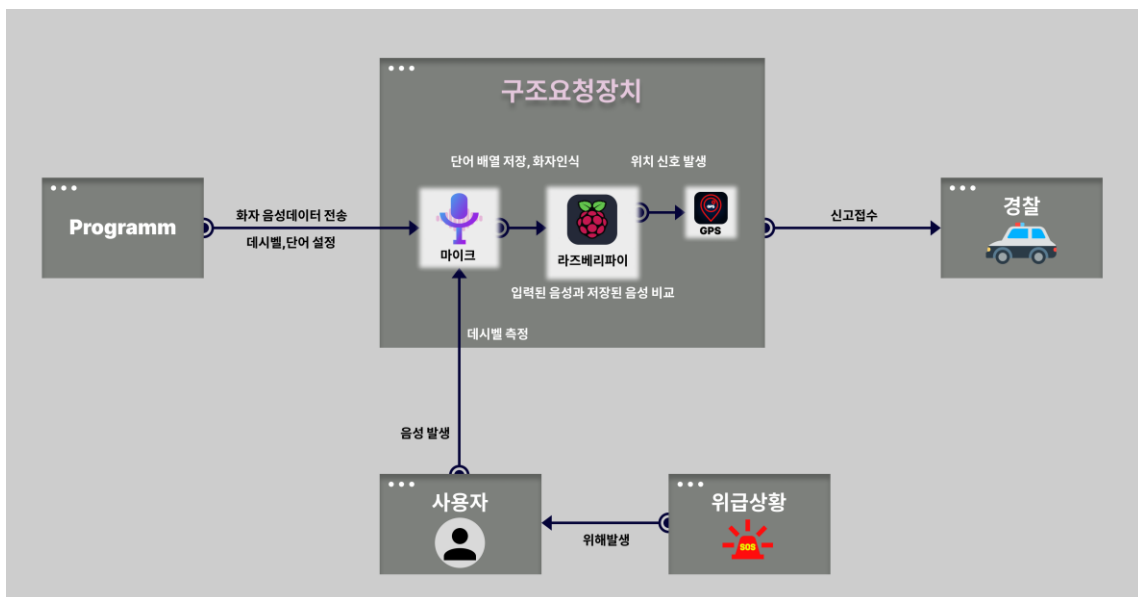 구조요청장치
단어 배열 저장, 화자인식
위치 신호 발생
Programm
화자 음성데이터 전송
데시벨,단어 설정
마이크
라즈베리파이
GPS
입력된 음성과 저장된 음성 비교
데시벨 측정
신고접수
경찰
음성 발생
사용자
위해발생
위급상황
SOS